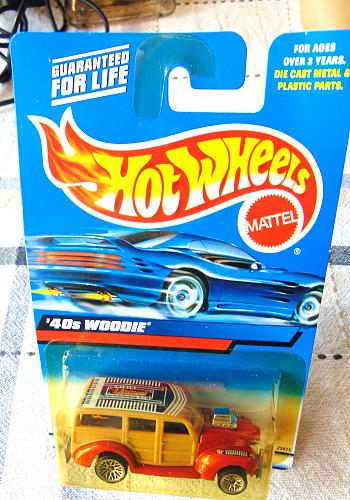 GUARANTEED
FOR LIFE
FOR AGES
OVER 3 YEARS.
DIE CAST METAL &
PLASTIC PARTS.
HOT WHEELS
MATTEL
®
'40s WOODIE®